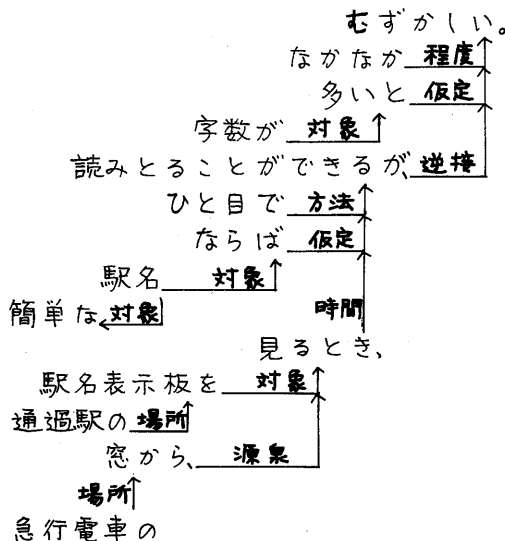 むずかしい。
なかなか 程度
多いと 仮定
字数が 対象
読みとることができるが、逆接
ひと目で 方法
ならば 仮定
駅名 対象
簡単な 対象 時間
見るとき、
駅名表示板を 対象
通過駅の 場所
窓から、 源泉
場所
急行電車の